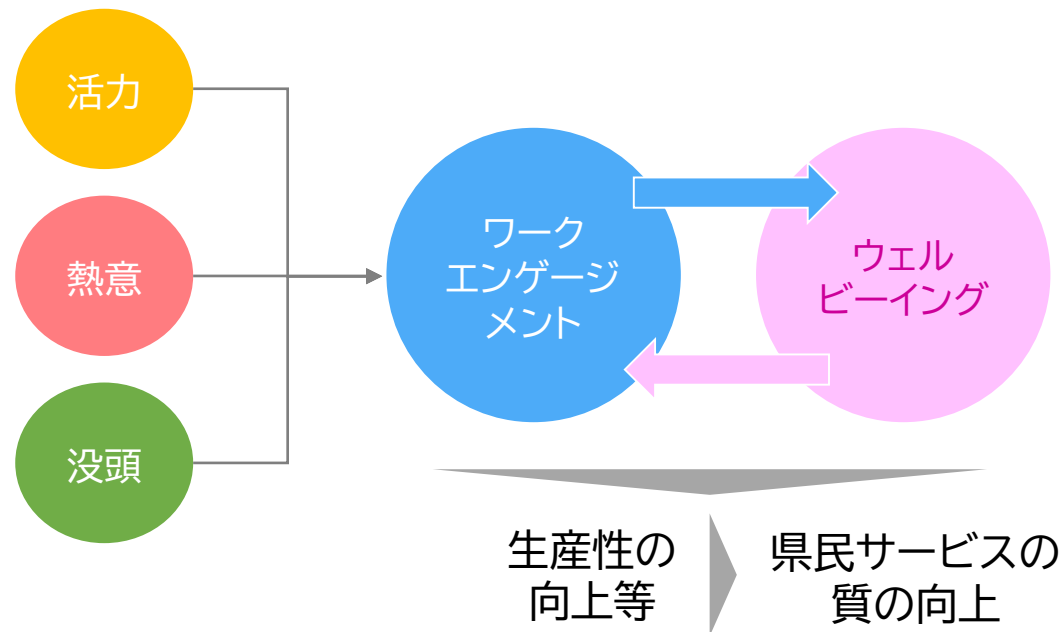 活力
熱意
没頭
ワーク
エンゲージ
メント
ウェル
ビーイング
生産性の
向上等
県民サービスの
質の向上